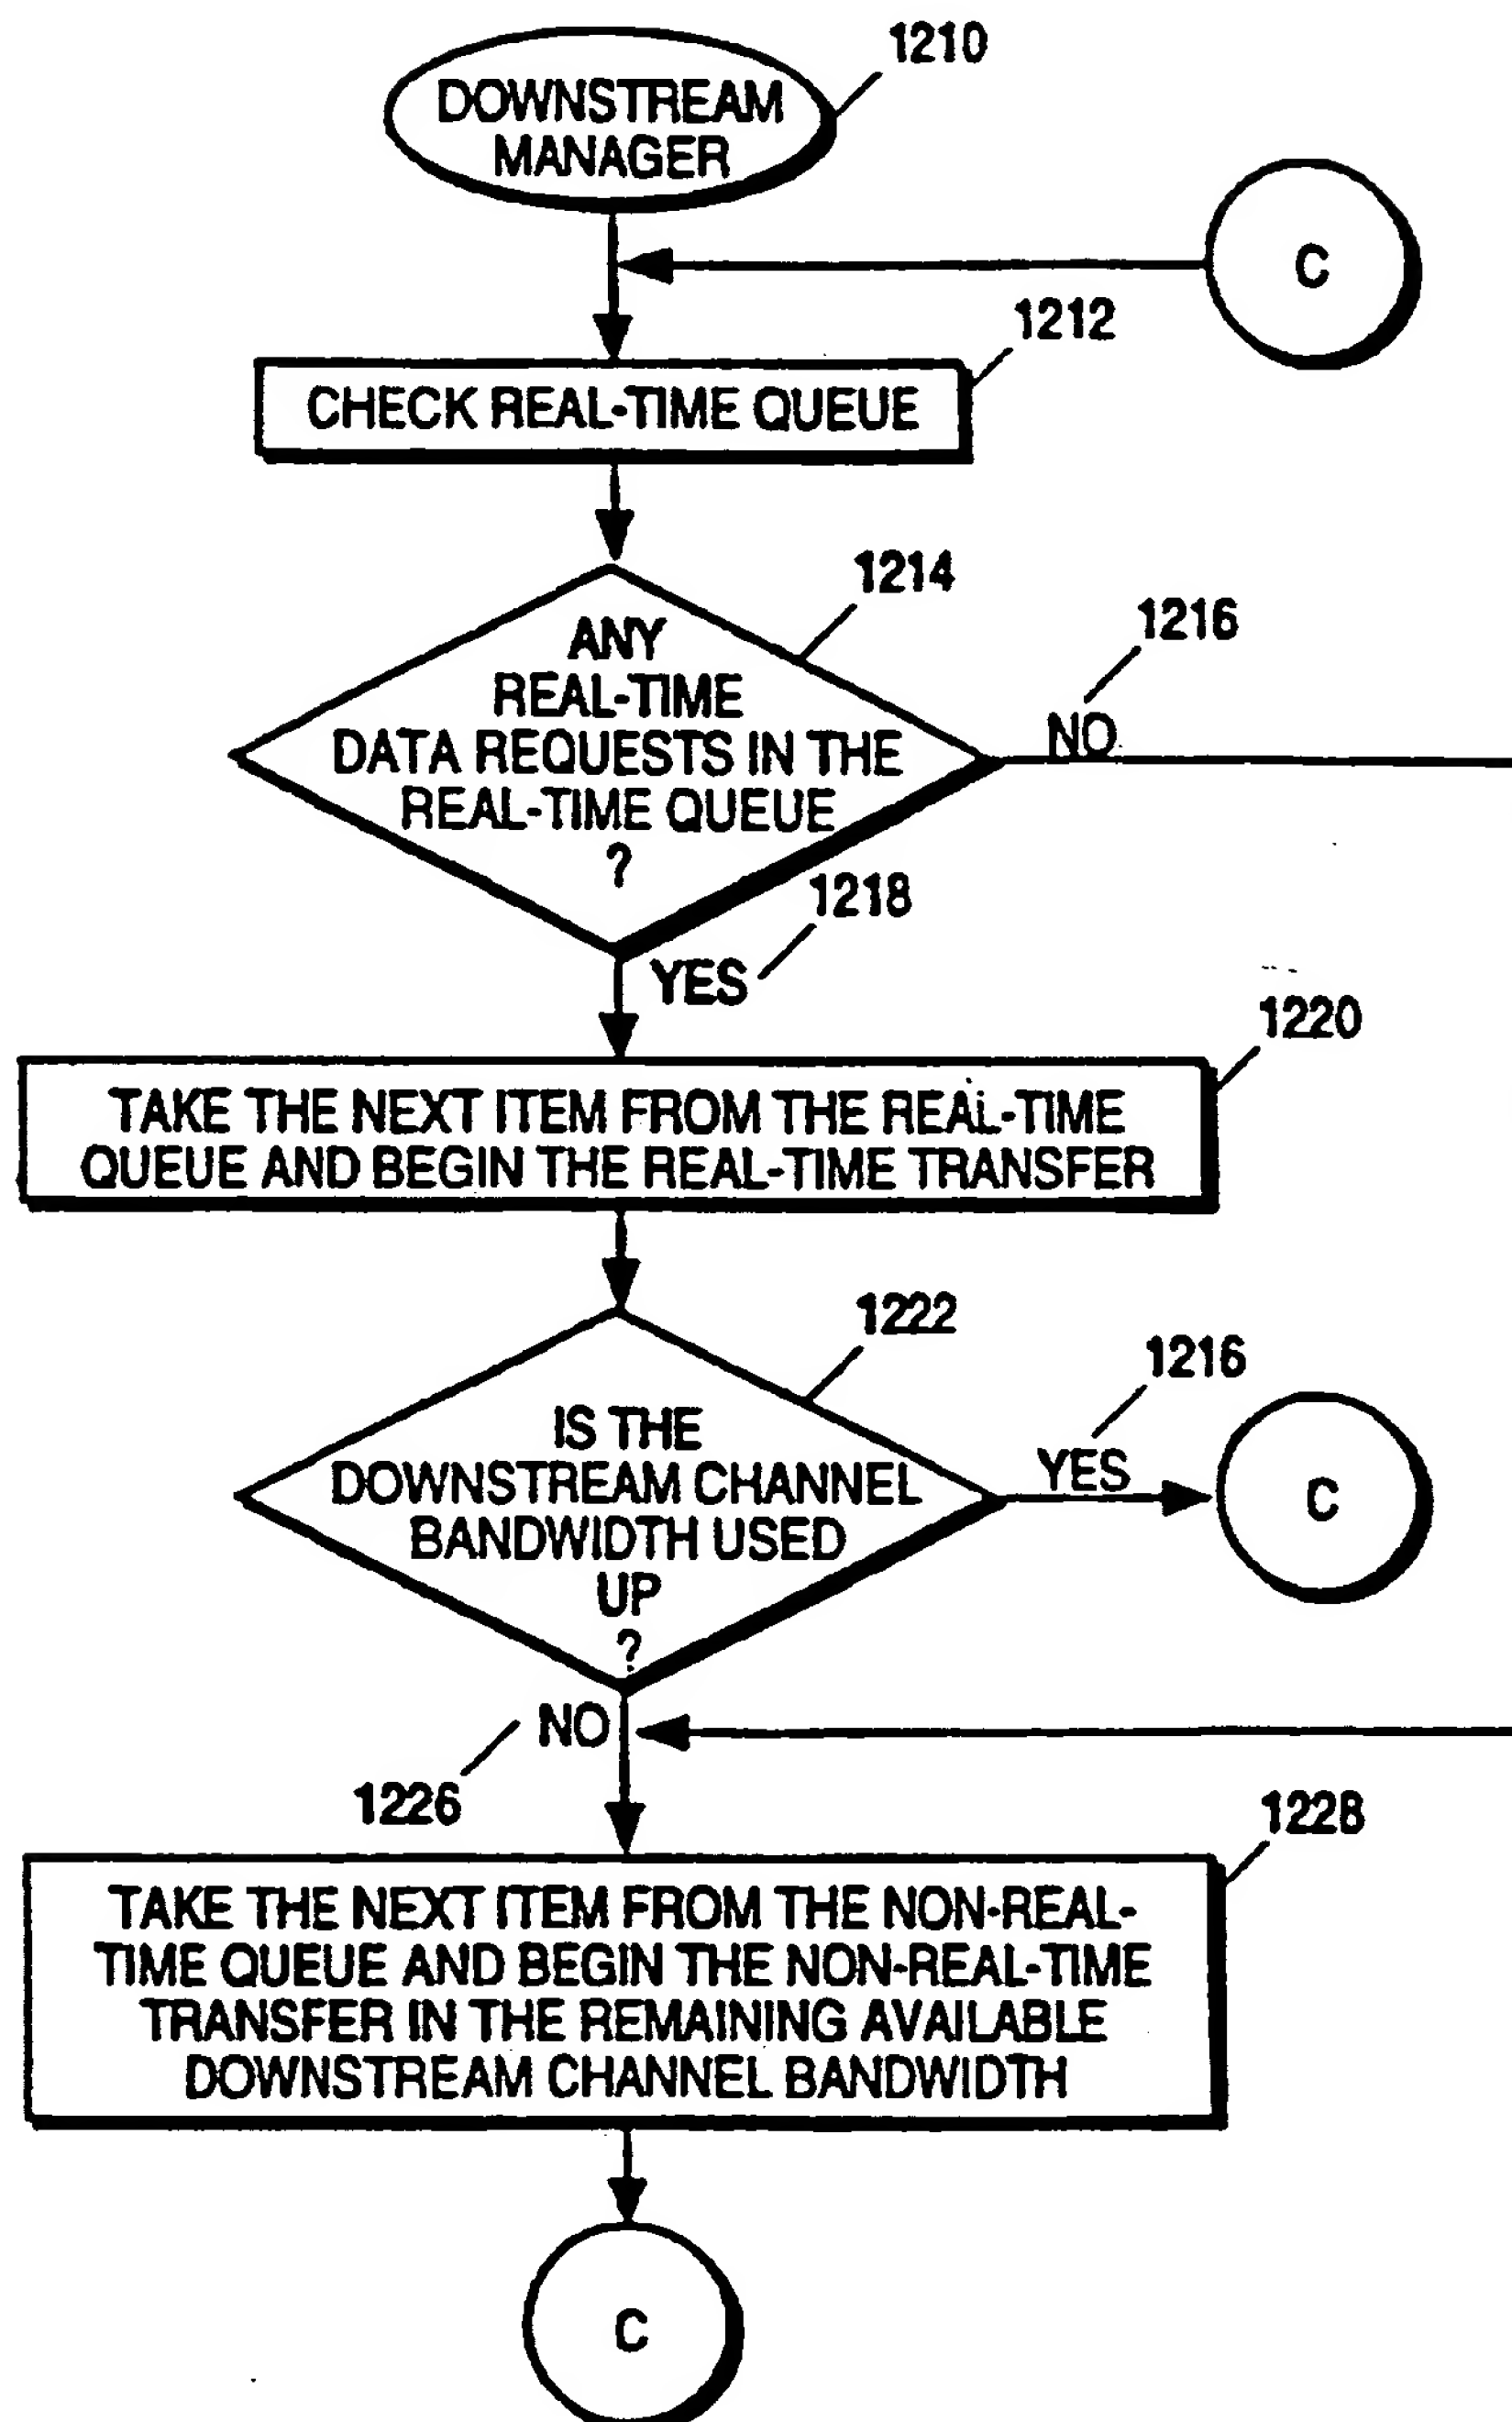 1210
DOWNSTREAM
MANAGER
C
1212
CHECK REAL-TIME QUEUE
1214
1216
ANY
REAL-TIME
DATA REQUESTS IN THE
REAL-TIME QUEUE
?
NO
1218
YES
1220
TAKE THE NEXT ITEM FROM THE REAL-TIME
QUEUE AND BEGIN THE REAL-TIME TRANSFER
1222
1216
IS THE
DOWNSTREAM CHANNEL
BANDWIDTH USED
UP
?
YES
C
NO
1226
1228
TAKE THE NEXT ITEM FROM THE NON-REAL-
TIME QUEUE AND BEGIN THE NON-REAL-TIME
TRANSFER IN THE REMAINING AVAILABLE
DOWNSTREAM CHANNEL BANDWIDTH
C